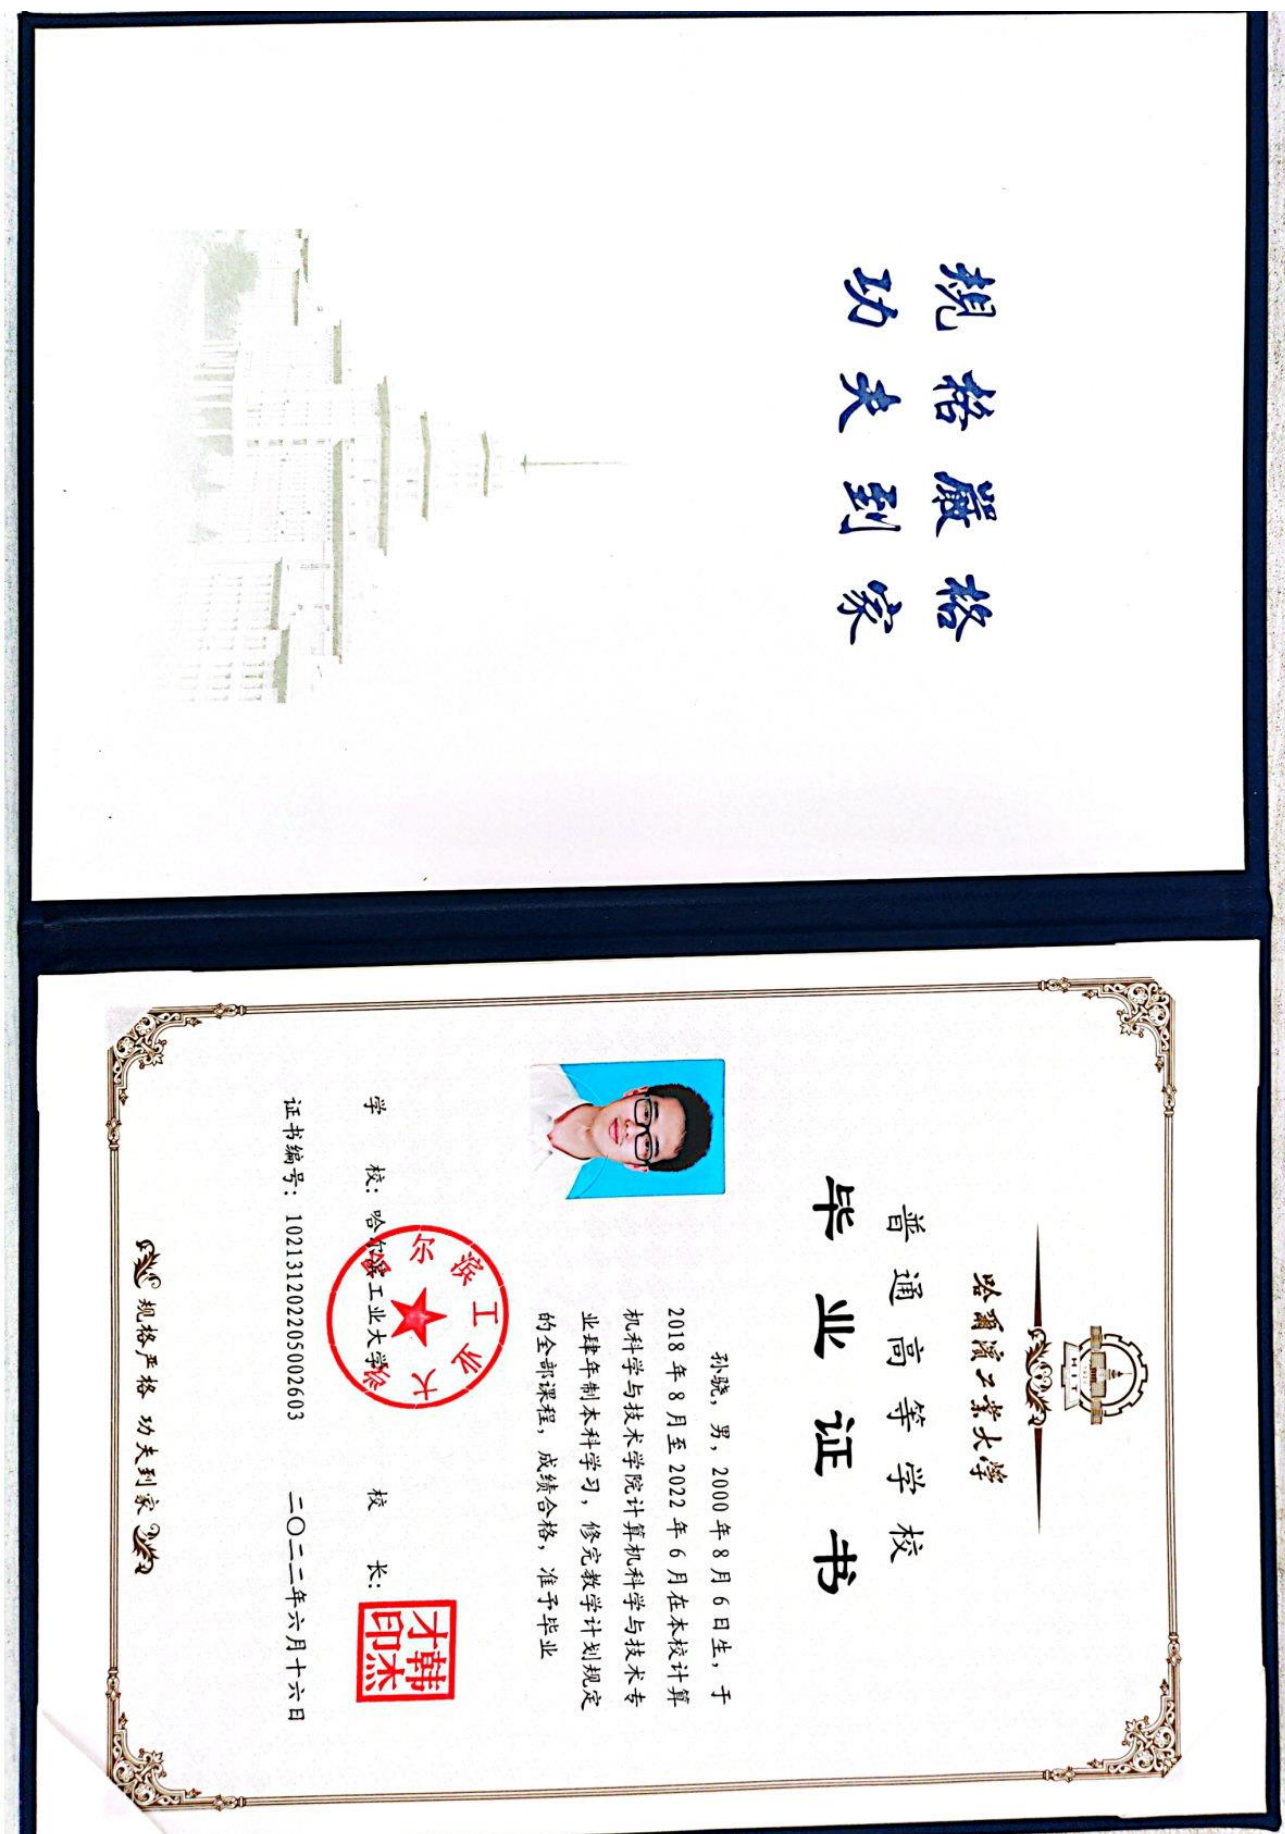 規格嚴格
功夫到家
HIT
哈爾濱工業大學
普通高等学校
毕业证书
孙骁，男，2000年8月6日生，于
2018年8月至2022年6月在本校计算
机科学与技术学院计算机科学与技术专
业肆年制本科学习，修完教学计划规定
的全部课程，成绩合格，准予毕业
学 校：哈尔滨工业大学
哈尔滨工业大学
校 长：
韩杰
才印
证书编号：102131202205002603
二〇二二年六月十六日
规格严格 功夫到家